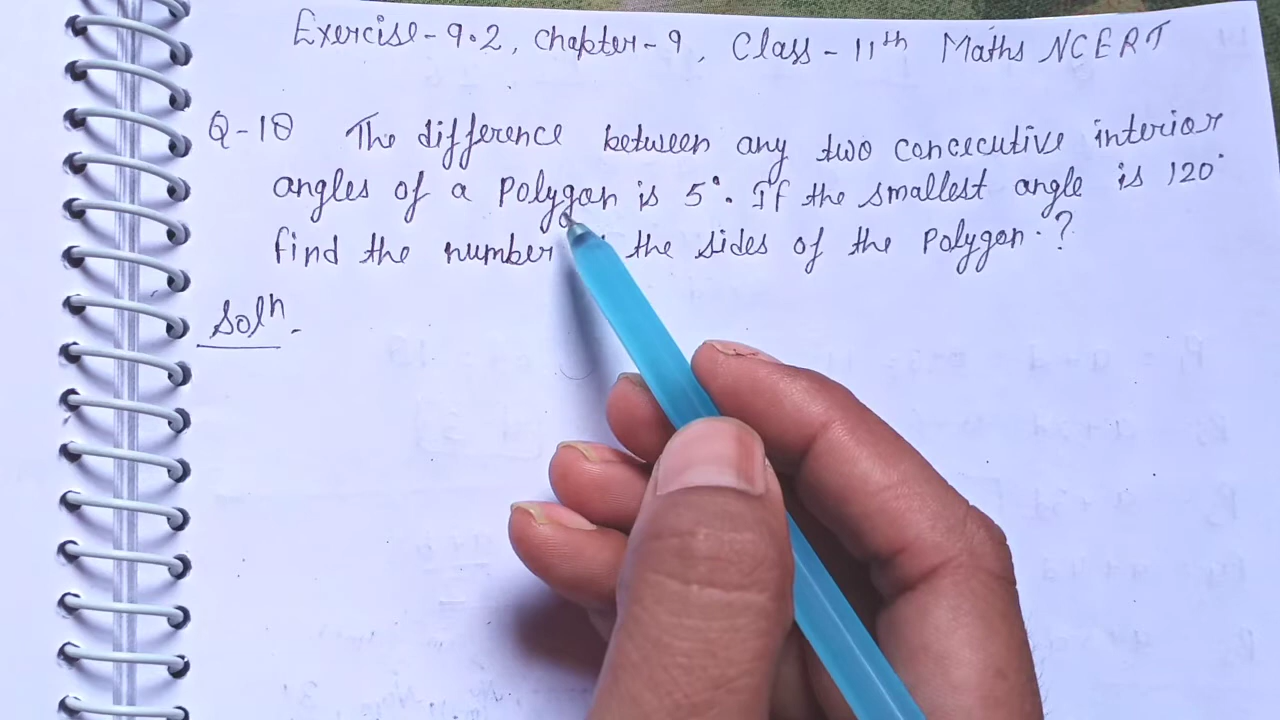 Exercise-9.2, Chapter-9, Class-11th Maths NCERT
Q-18 The difference between any two concecutive interior
angles of a Polygon is 5°. If the smallest angle is 120°
find the number the sides of the Polygon.?
Solⁿ.